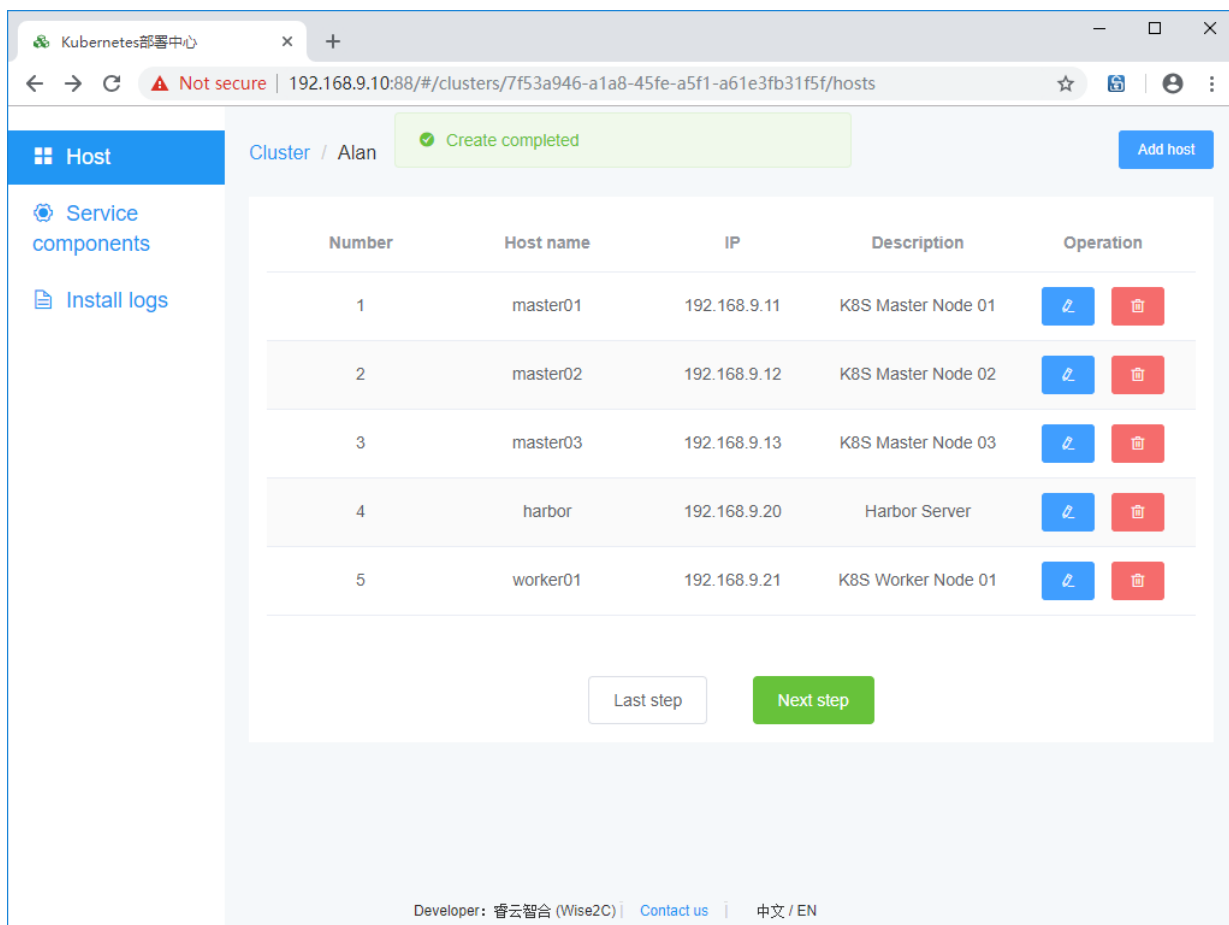 Kubernetes部署中心
Not secure | 192.168.9.10:88/#/clusters/7f53a946-a1a8-45fe-a5f1-a61e3fb31f5f/hosts
Host
Service components
Install logs
Cluster / Alan
Create completed
Add host
Number Host name IP Description Operation
1 master01 192.168.9.11 K8S Master Node 01
2 master02 192.168.9.12 K8S Master Node 02
3 master03 192.168.9.13 K8S Master Node 03
4 harbor 192.168.9.20 Harbor Server
5 worker01 192.168.9.21 K8S Worker Node 01
Last step Next step
Developer：睿云智合 (Wise2C) | Contact us | 中文 / EN